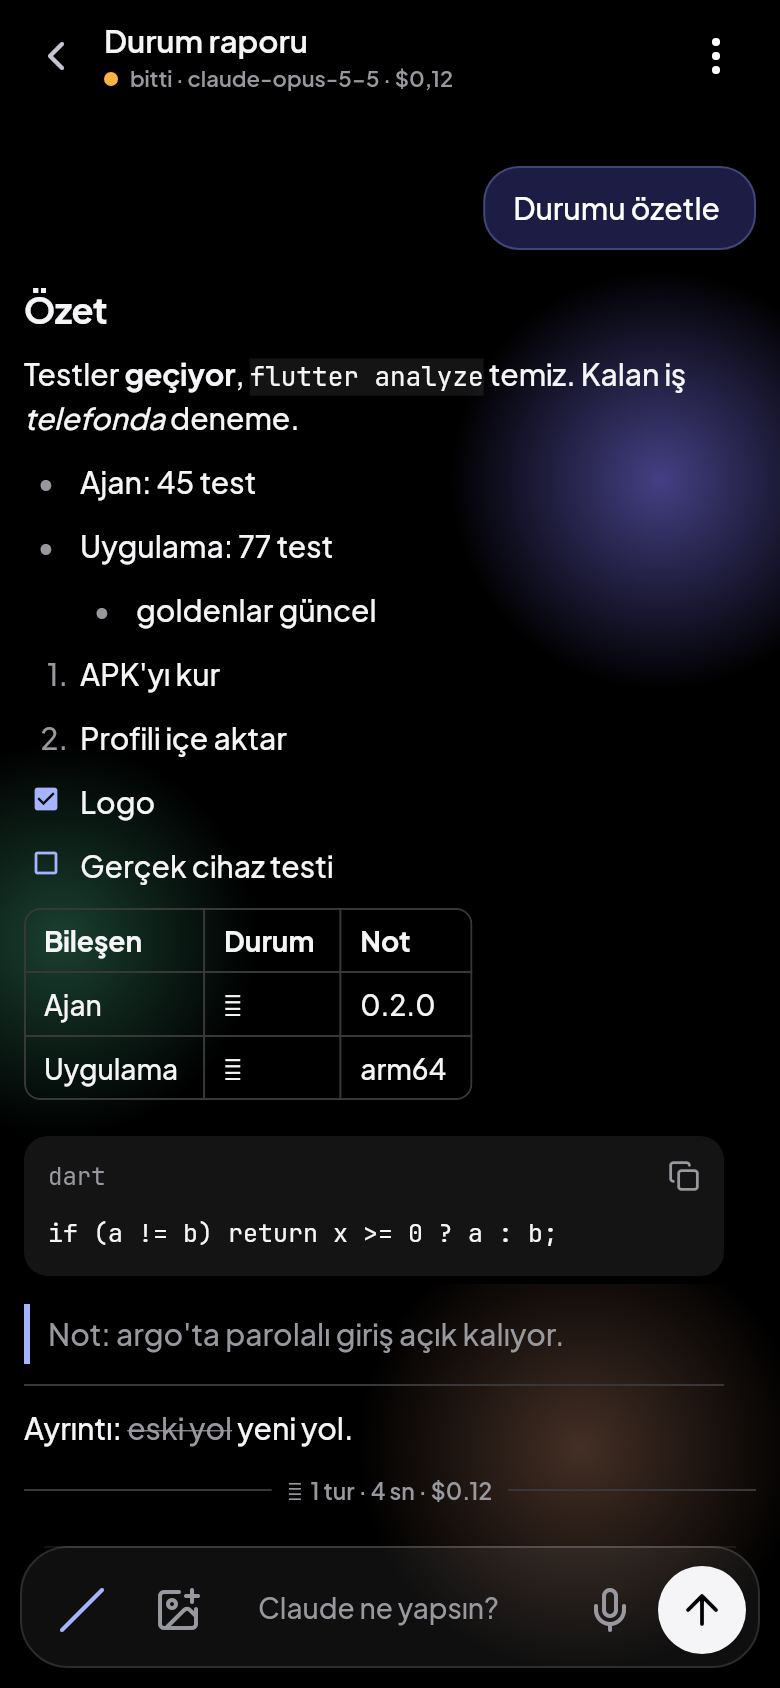 Durum raporu
bitti · claude-opus-5-5 · $0,12
Durumu özetle
Özet
Testler geçiyor, flutter analyze temiz. Kalan iş
telefonda deneme.
Ajan: 45 test
Uygulama: 77 test
goldenlar güncel
1. APK'yı kur
2. Profili içe aktar
Logo
Gerçek cihaz testi
Bileşen Durum Not
Ajan 0.2.0
Uygulama arm64
dart
if (a != b) return x >= 0 ? a : b;
Not: argo'ta parolalı giriş açık kalıyor.
Ayrıntı: eski yol yeni yol.
1 tur · 4 sn · $0.12
Claude ne yapsın?